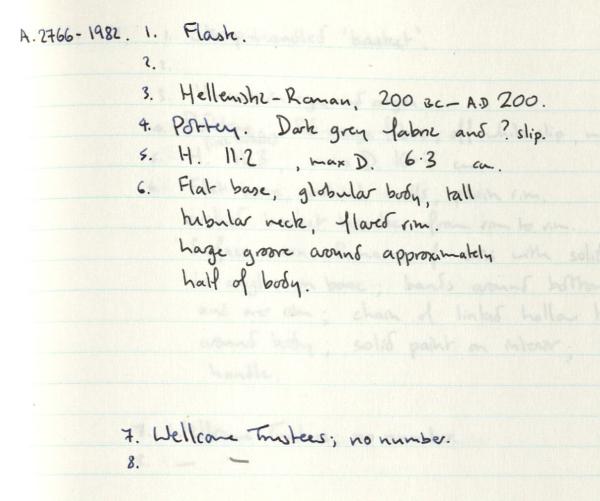 A.2766-1982. 1. Flask.
2.
3. Hellenistic-Roman, 200 BC – A.D 200.
4. Pottery. Dark grey fabric and ? slip.
5. H. 11.2 , max D. 6.3 cm.
6. Flat base, globular body, tall
tubular neck, flared rim.
groove around approximately
half of body.
7. Wellcome Trustees; no number.
8. —